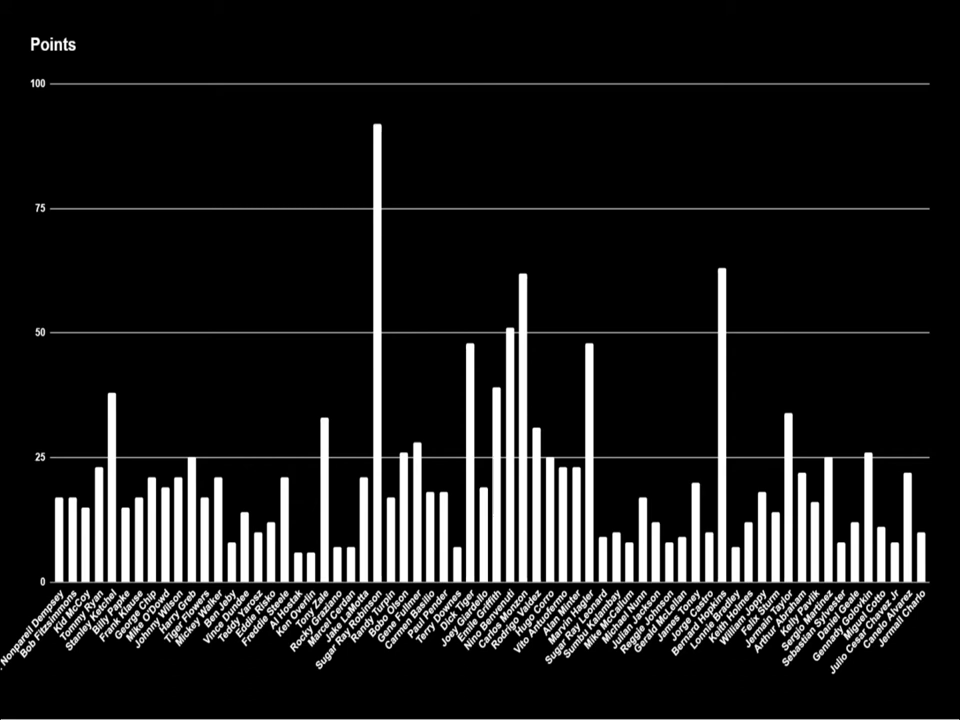 Points
100
75
50
25
0
Nonpareil Dempsey
Bob Fitzsimmons
Kid McCoy
Tommy Ryan
Stanley Ketchel
Billy Papke
Frank Klause
George Chip
Mike O'Dowd
Johnny Wilson
Harry Greb
Tiger Flowers
Mickey Walker
Ben Jeby
Vince Dundee
Teddy Yarosz
Eddie Risko
Freddie Steele
Al Hostak
Ken Overlin
Tony Zale
Rocky Graziano
Marcel Cerdan
Jake LaMotta
Sugar Ray Robinson
Randy Turpin
Bobo Olson
Gene Fullmer
Carmen Basilio
Paul Pender
Terry Downes
Dick Tiger
Joey Giardello
Emile Griffith
Nino Benvenuti
Carlos Monzon
Rodrigo Valdez
Hugo Corro
Vito Antuofermo
Alan Minter
Marvin Hagler
Sugar Ray Leonard
Sumbu Kalambay
Mike McCallum
Michael Nunn
Julian Jackson
Reggie Johnson
Gerald McLellan
James Toney
Jorge Castro
Bernard Hopkins
Lonnie Bradley
Keith Holmes
William Joppy
Felix Sturm
Jermain Taylor
Arthur Abraham
Kelly Pavlik
Sergio Martinez
Sebastian Sylvester
Daniel Geale
Gennady Golovkin
Miguel Cotto
Julio Cesar Chavez Jr
Canelo Alvarez
Jermall Charlo